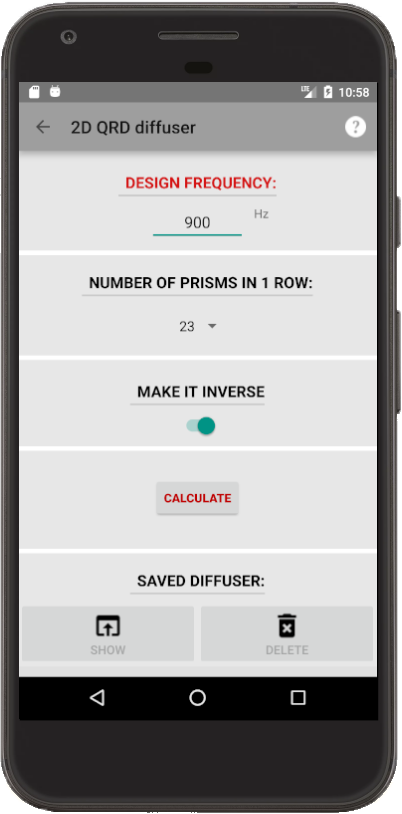 LTE 10:58
2D QRD diffuser ?
DESIGN FREQUENCY:
900 Hz
NUMBER OF PRISMS IN 1 ROW:
23
MAKE IT INVERSE
CALCULATE
SAVED DIFFUSER:
SHOW DELETE